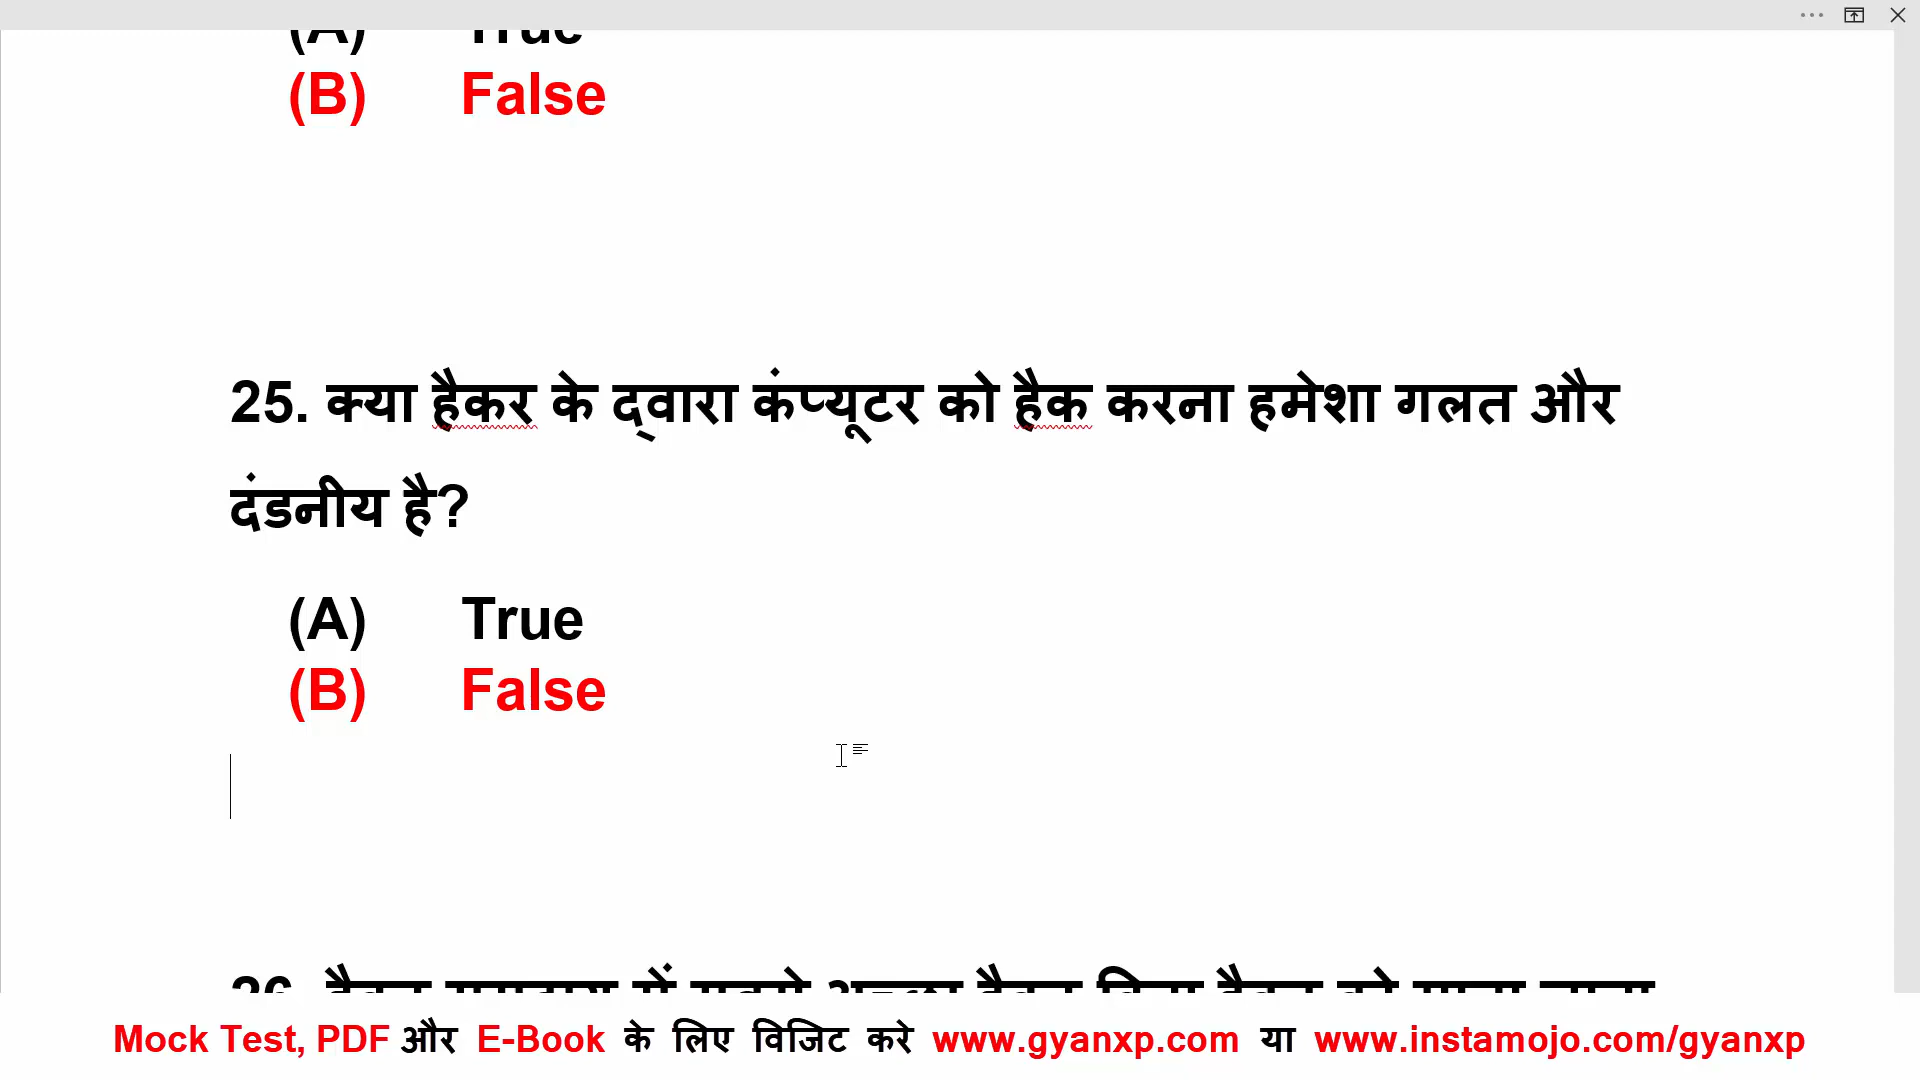 (A) True
(B) False
25. क्या हैकर के द्वारा कंप्यूटर को हैक करना हमेशा गलत और
दंडनीय है?
(A) True
(B) False
Mock Test, PDF और E-Book के लिए विजिट करे www.gyanxp.com या www.instamojo.com/gyanxp